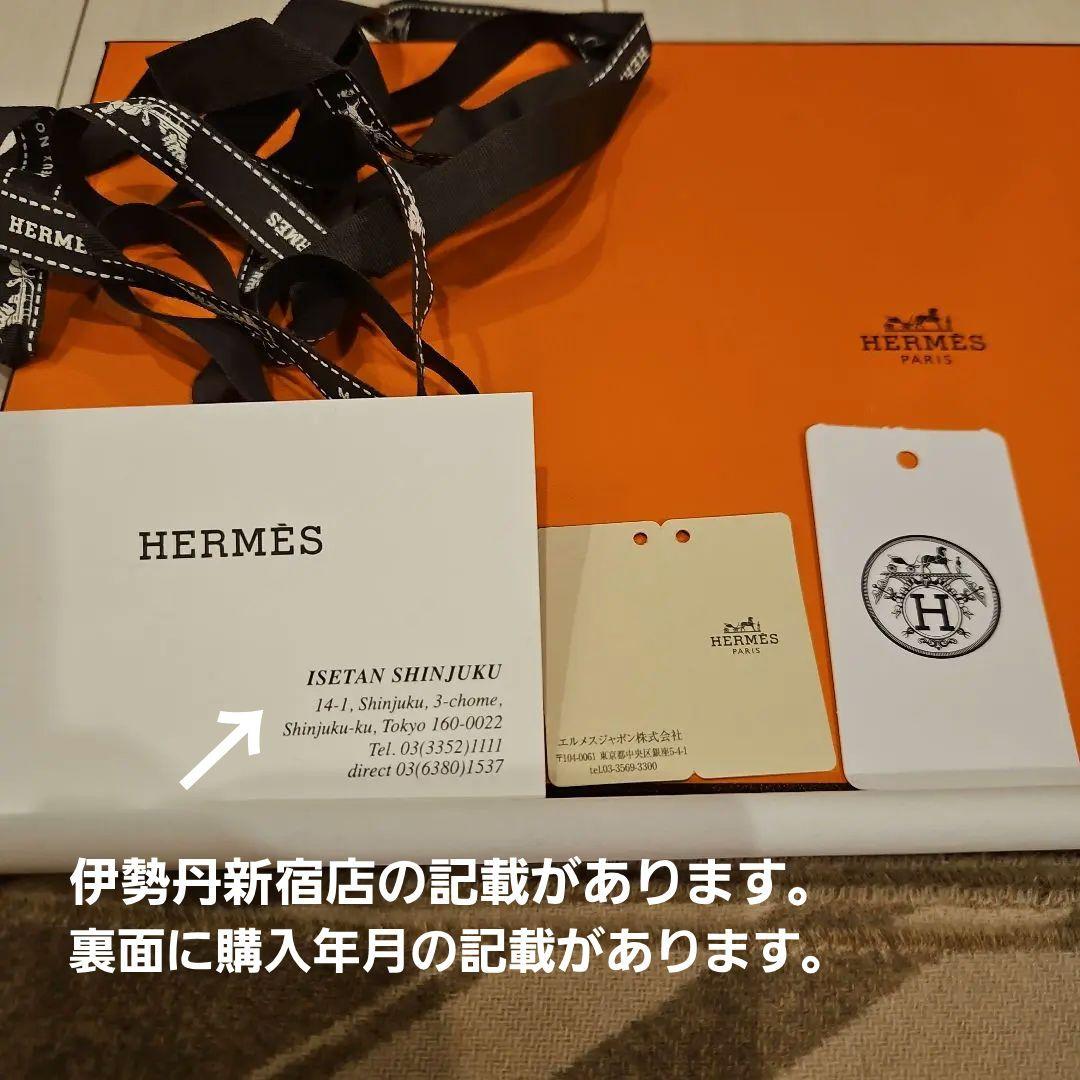 HERMÈS
HERMÈS
HERMES
PARIS
HERMÈS
ISETAN SHINJUKU
14-1, Shinjuku, 3-chome,
Shinjuku-ku, Tokyo 160-0022
Tel. 03(3352)1111
direct 03(6380)1537
HERMÈS
PARIS
エルメスジャポン株式会社
〒104-0061 東京都中央区銀座5-4-1
tel.03-3569-3300
H
伊勢丹新宿店の記載があります。
裏面に購入年月の記載があります。